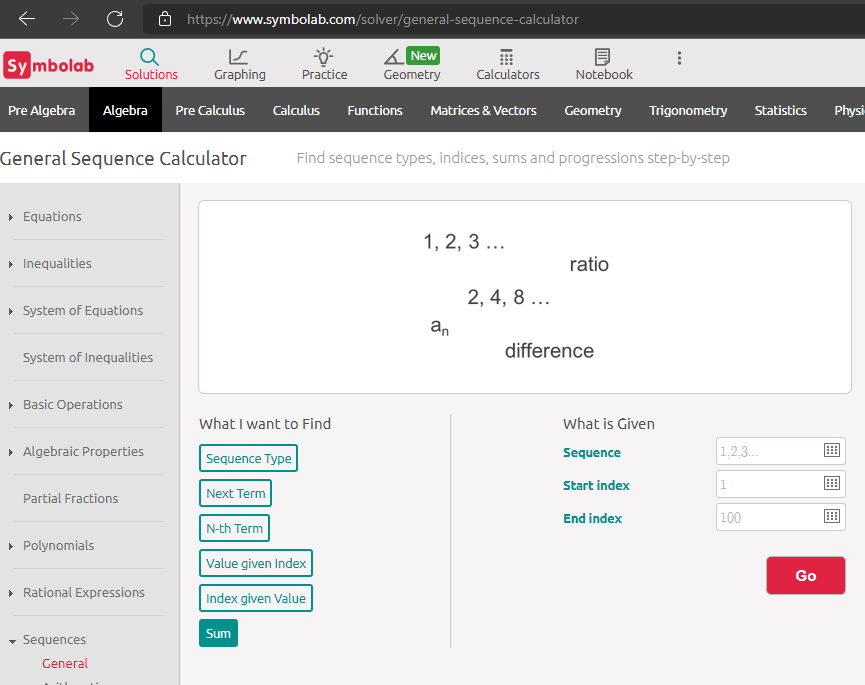 https://www.symbolab.com/solver/general-sequence-calculator
Symbolab
Solutions
Graphing
Practice
New
Geometry
Calculators
Notebook
Pre Algebra
Algebra
Pre Calculus
Calculus
Functions
Matrices & Vectors
Geometry
Trigonometry
Statistics
General Sequence Calculator
Find sequence types, indices, sums and progressions step-by-step
Equations
Inequalities
System of Equations
System of Inequalities
Basic Operations
Algebraic Properties
Partial Fractions
Polynomials
Rational Expressions
Sequences
General
1, 2, 3 …
ratio
2, 4, 8 …
aₙ
difference
What I want to Find
Sequence Type
Next Term
N-th Term
Value given Index
Index given Value
Sum
What is Given
Sequence 1,2,3...
Start index 1
End index 100
Go